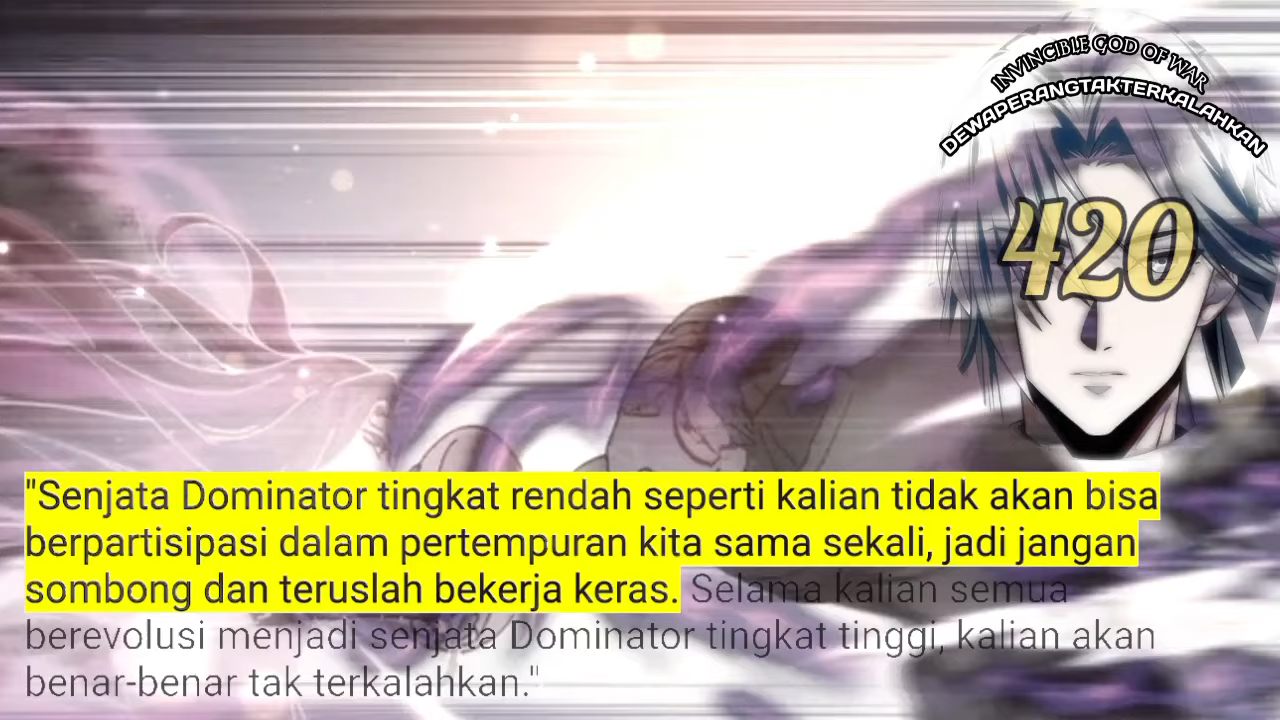 INVINCIBLE GOD OF WAR
DEWAPERANGTAKTERKALAHKAN
420
"Senjata Dominator tingkat rendah seperti kalian tidak akan bisa
berpartisipasi dalam pertempuran kita sama sekali, jadi jangan
sombong dan teruslah bekerja keras. Selama kalian semua
berevolusi menjadi senjata Dominator tingkat tinggi, kalian akan
benar-benar tak terkalahkan."